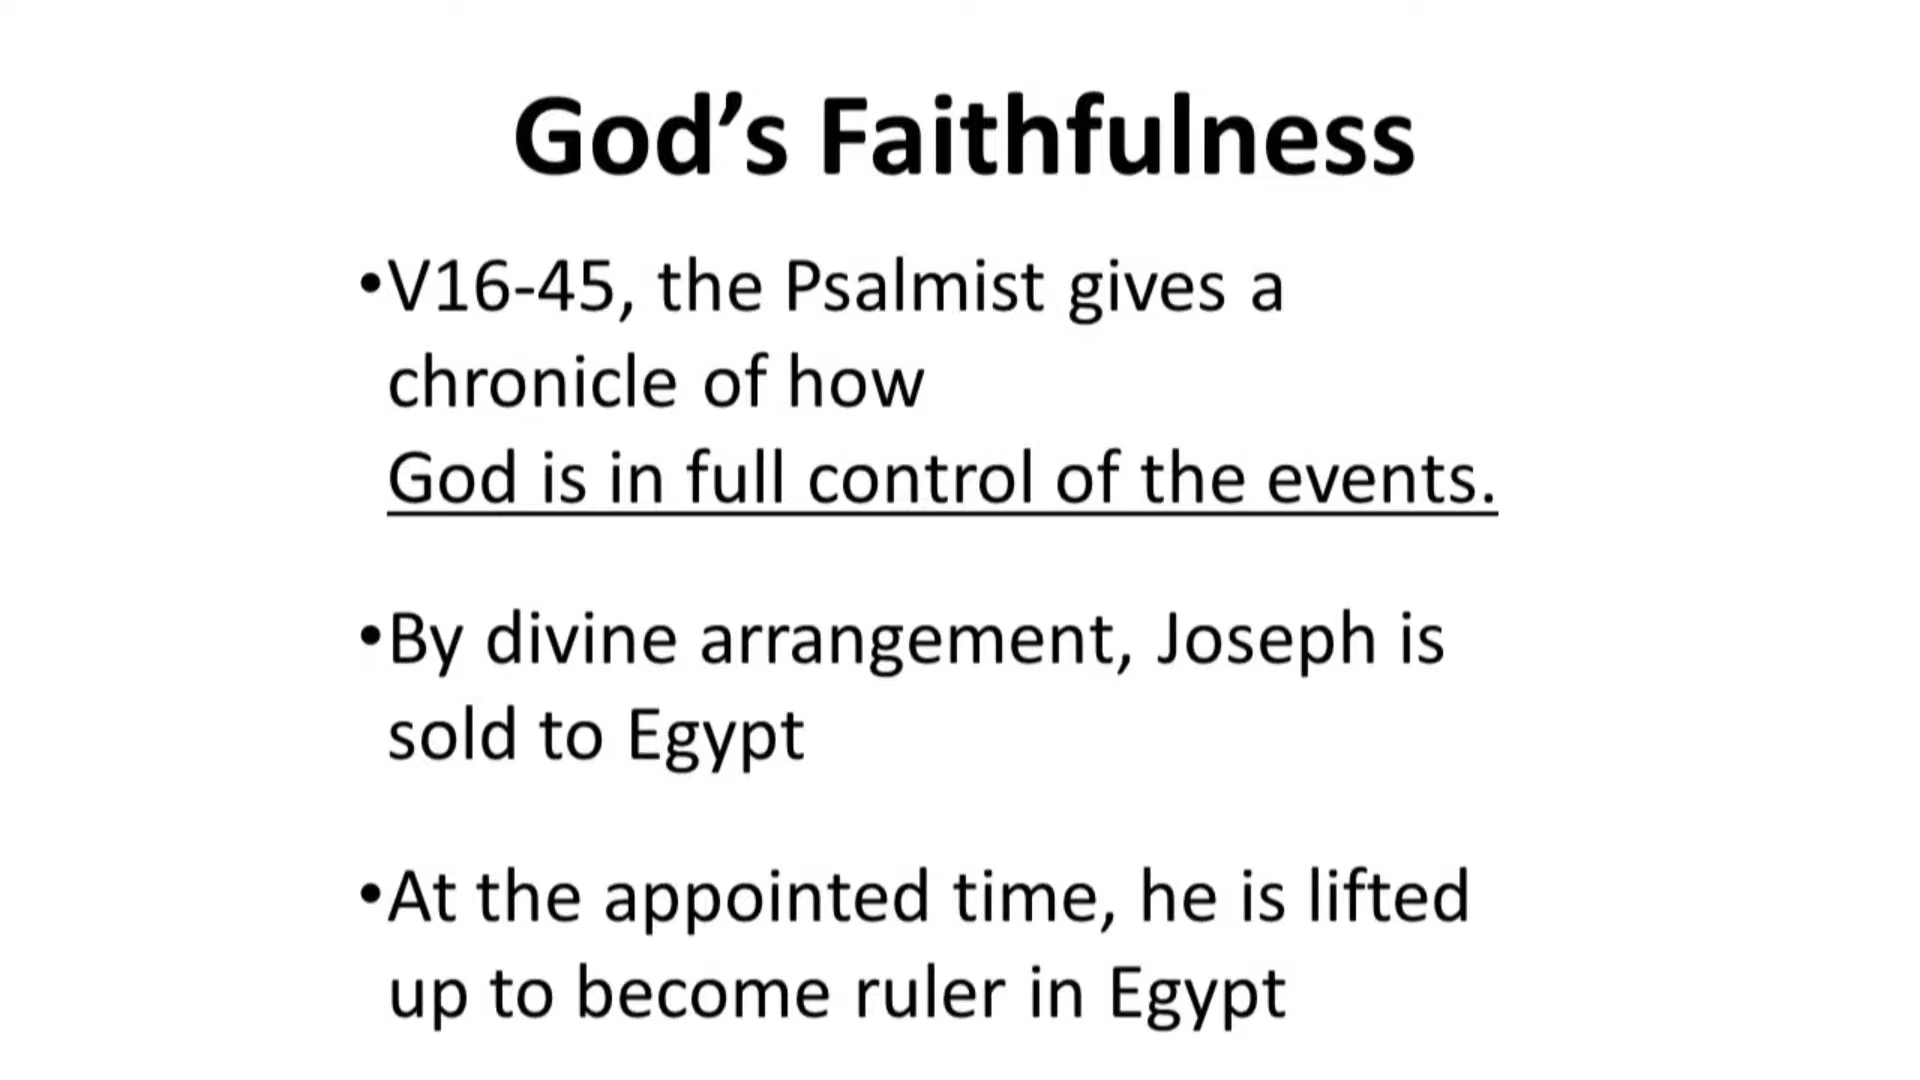 God’s Faithfulness
•V16-45, the Psalmist gives a
chronicle of how
God is in full control of the events.
•By divine arrangement, Joseph is
sold to Egypt
•At the appointed time, he is lifted
up to become ruler in Egypt